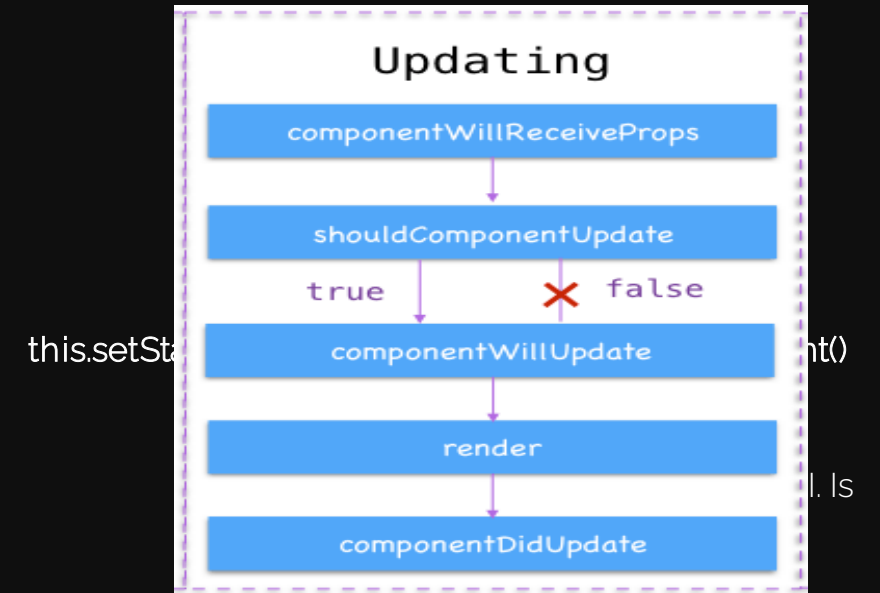 Updating
componentWillReceiveProps
shouldComponentUpdate
true false
this.setSta nt()
componentWillUpdate
render
l. Is
componentDidUpdate